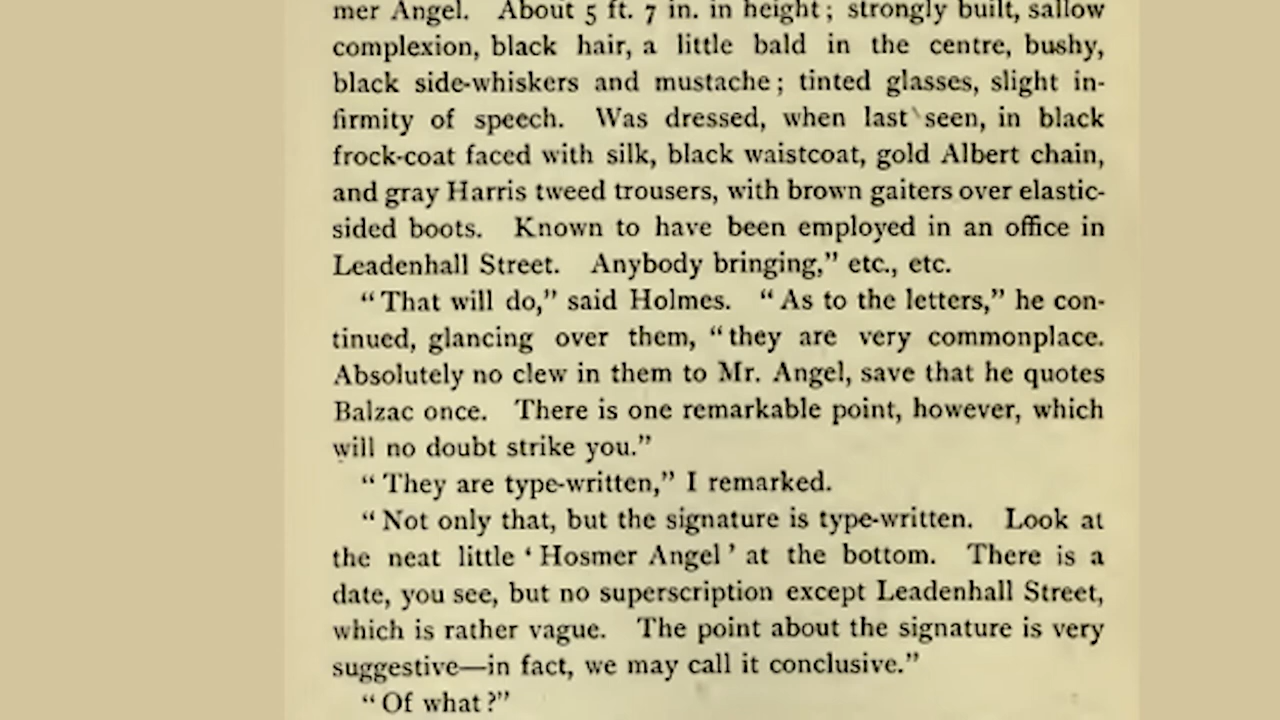 mer Angel. About 5 ft. 7 in. in height; strongly built, sallow
complexion, black hair, a little bald in the centre, bushy,
black side-whiskers and mustache; tinted glasses, slight in-
firmity of speech. Was dressed, when last seen, in black
frock-coat faced with silk, black waistcoat, gold Albert chain,
and gray Harris tweed trousers, with brown gaiters over elastic-
sided boots. Known to have been employed in an office in
Leadenhall Street. Anybody bringing,” etc., etc.
“That will do,” said Holmes. “As to the letters,” he con-
tinued, glancing over them, “they are very commonplace.
Absolutely no clew in them to Mr. Angel, save that he quotes
Balzac once. There is one remarkable point, however, which
will no doubt strike you.”
“They are type-written,” I remarked.
“Not only that, but the signature is type-written. Look at
the neat little ‘Hosmer Angel’ at the bottom. There is a
date, you see, but no superscription except Leadenhall Street,
which is rather vague. The point about the signature is very
suggestive—in fact, we may call it conclusive.”
“Of what?”